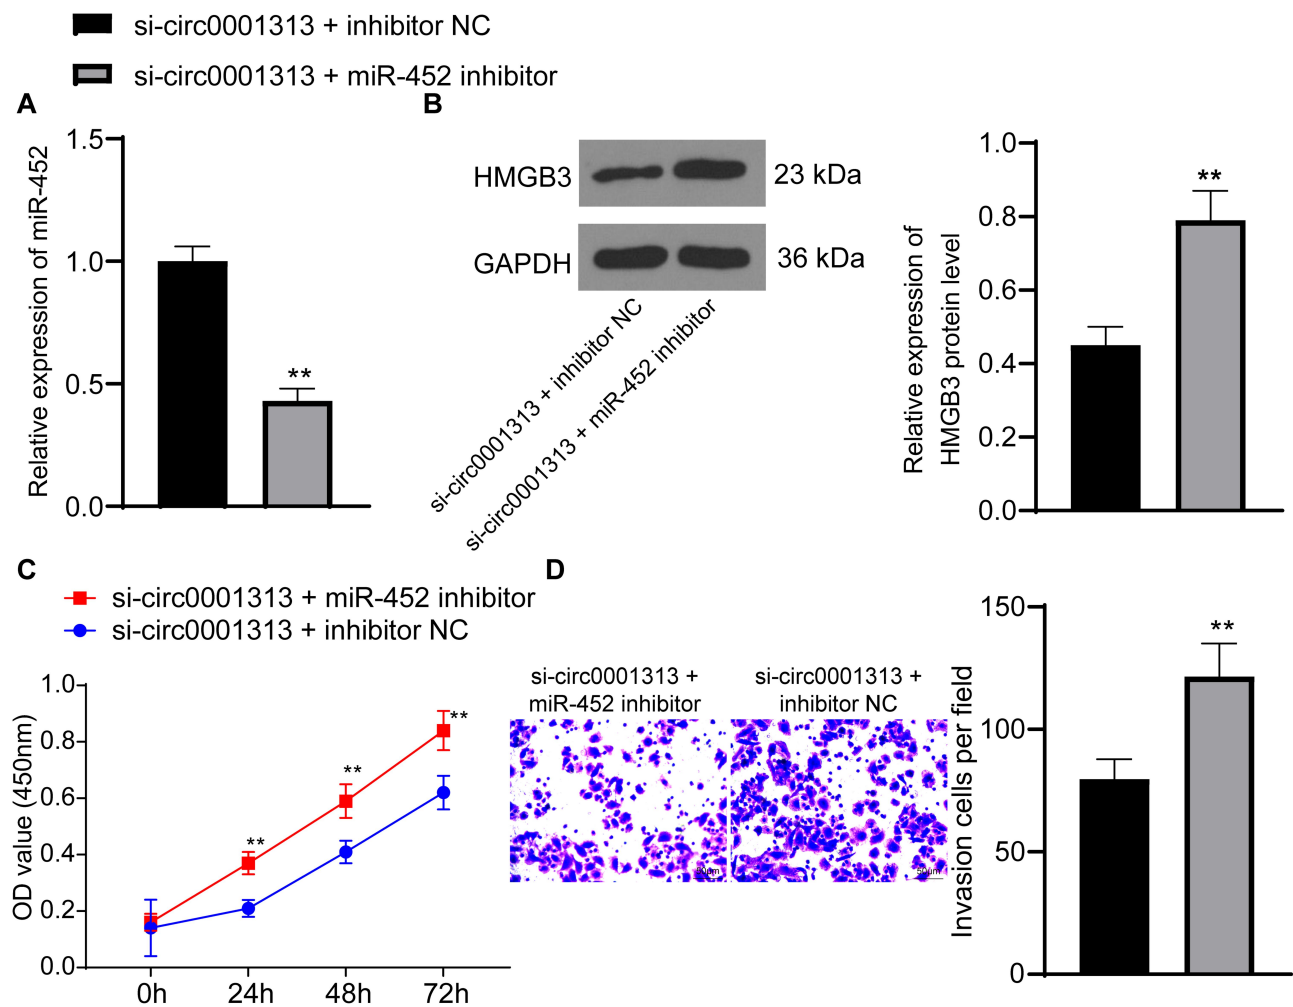 si-circ0001313 + inhibitor NC
si-circ0001313 + miR-452 inhibitor
A
Relative expression of miR-452
1.5
1.0
0.5
0.0
**
B
HMGB3
23 kDa
GAPDH
36 kDa
si-circ0001313 + inhibitor NC
si-circ0001313 + miR-452 inhibitor
Relative expression of
HMGB3 protein level
1.0
0.8
0.6
0.4
0.2
0.0
**
C
si-circ0001313 + miR-452 inhibitor
si-circ0001313 + inhibitor NC
OD value (450nm)
1.0
0.8
0.6
0.4
0.2
0.0
**
**
**
0h
24h
48h
72h
D
si-circ0001313 +
miR-452 inhibitor
si-circ0001313 +
inhibitor NC
50μm
Invasion cells per field
150
100
50
0
**